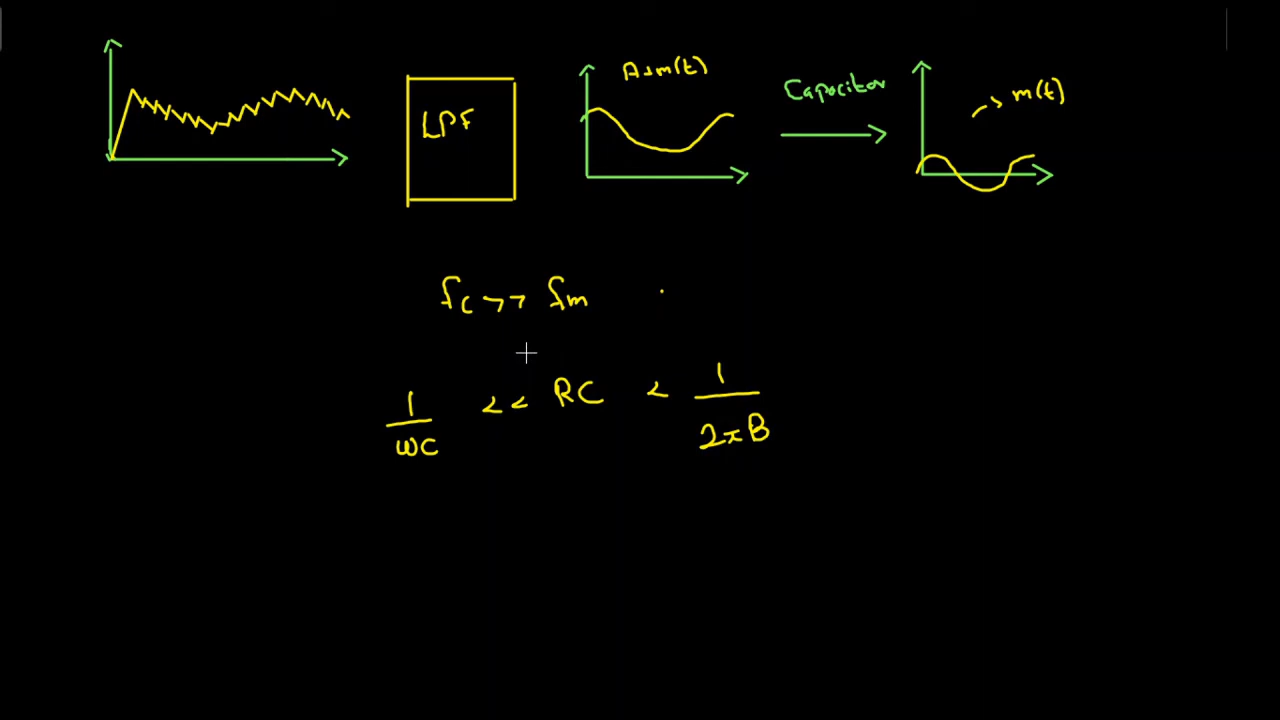 LPF
A+m(t)
Capacitor
m(t)
fc >> fm
1/ωC << RC < 1/2πB